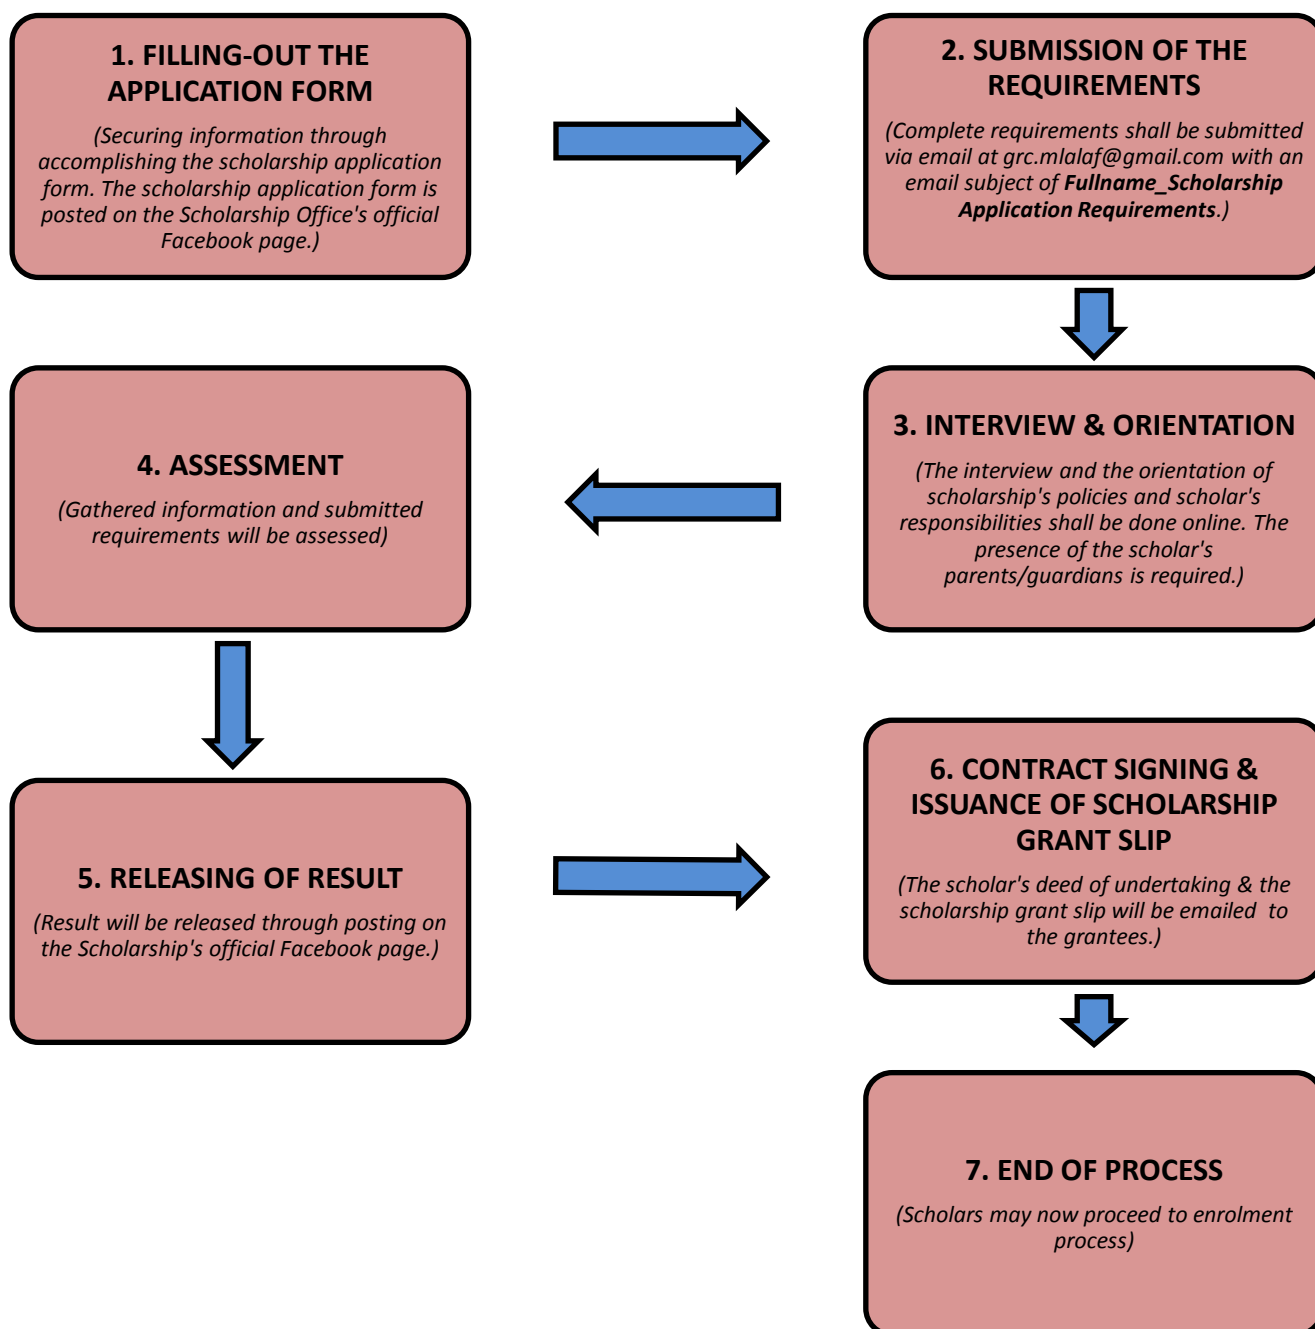 1. FILLING-OUT THE
APPLICATION FORM
(Securing information through
accomplishing the scholarship application
form. The scholarship application form is
posted on the Scholarship Office's official
Facebook page.)
2. SUBMISSION OF THE
REQUIREMENTS
(Complete requirements shall be submitted
via email at grc.mlalaf@gmail.com with an
email subject of Fullname_Scholarship
Application Requirements.)
3. INTERVIEW & ORIENTATION
(The interview and the orientation of
scholarship's policies and scholar's
responsibilities shall be done online. The
presence of the scholar's
parents/guardians is required.)
4. ASSESSMENT
(Gathered information and submitted
requirements will be assessed)
5. RELEASING OF RESULT
(Result will be released through posting on
the Scholarship's official Facebook page.)
6. CONTRACT SIGNING &
ISSUANCE OF SCHOLARSHIP
GRANT SLIP
(The scholar's deed of undertaking & the
scholarship grant slip will be emailed to
the grantees.)
7. END OF PROCESS
(Scholars may now proceed to enrolment
process)